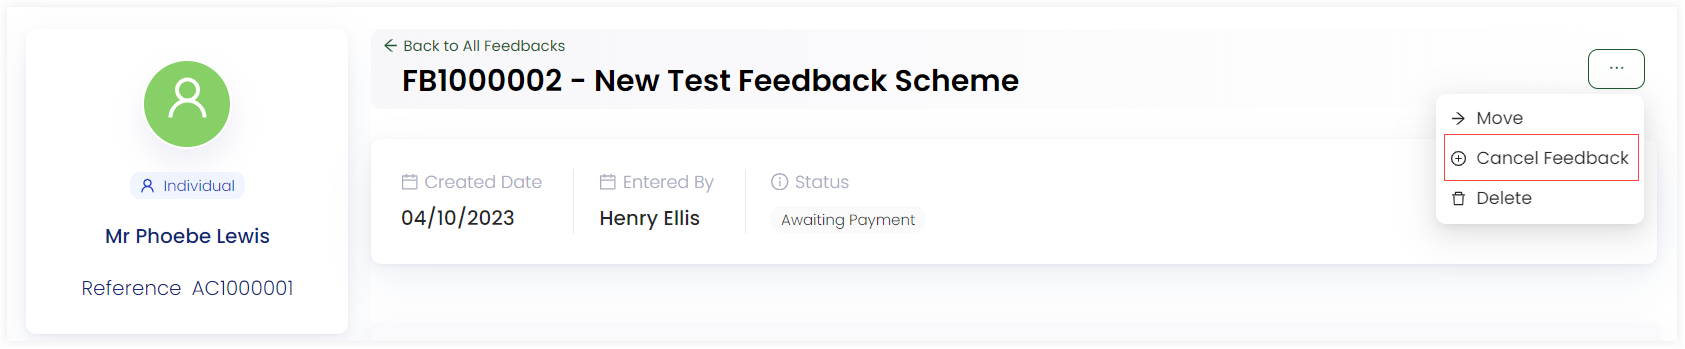 Individual
Mr Phoebe Lewis
Reference AC1000001
Back to All Feedbacks
FB1000002 - New Test Feedback Scheme
...
Move
Cancel Feedback
Delete
Created Date
04/10/2023
Entered By
Henry Ellis
Status
Awaiting Payment